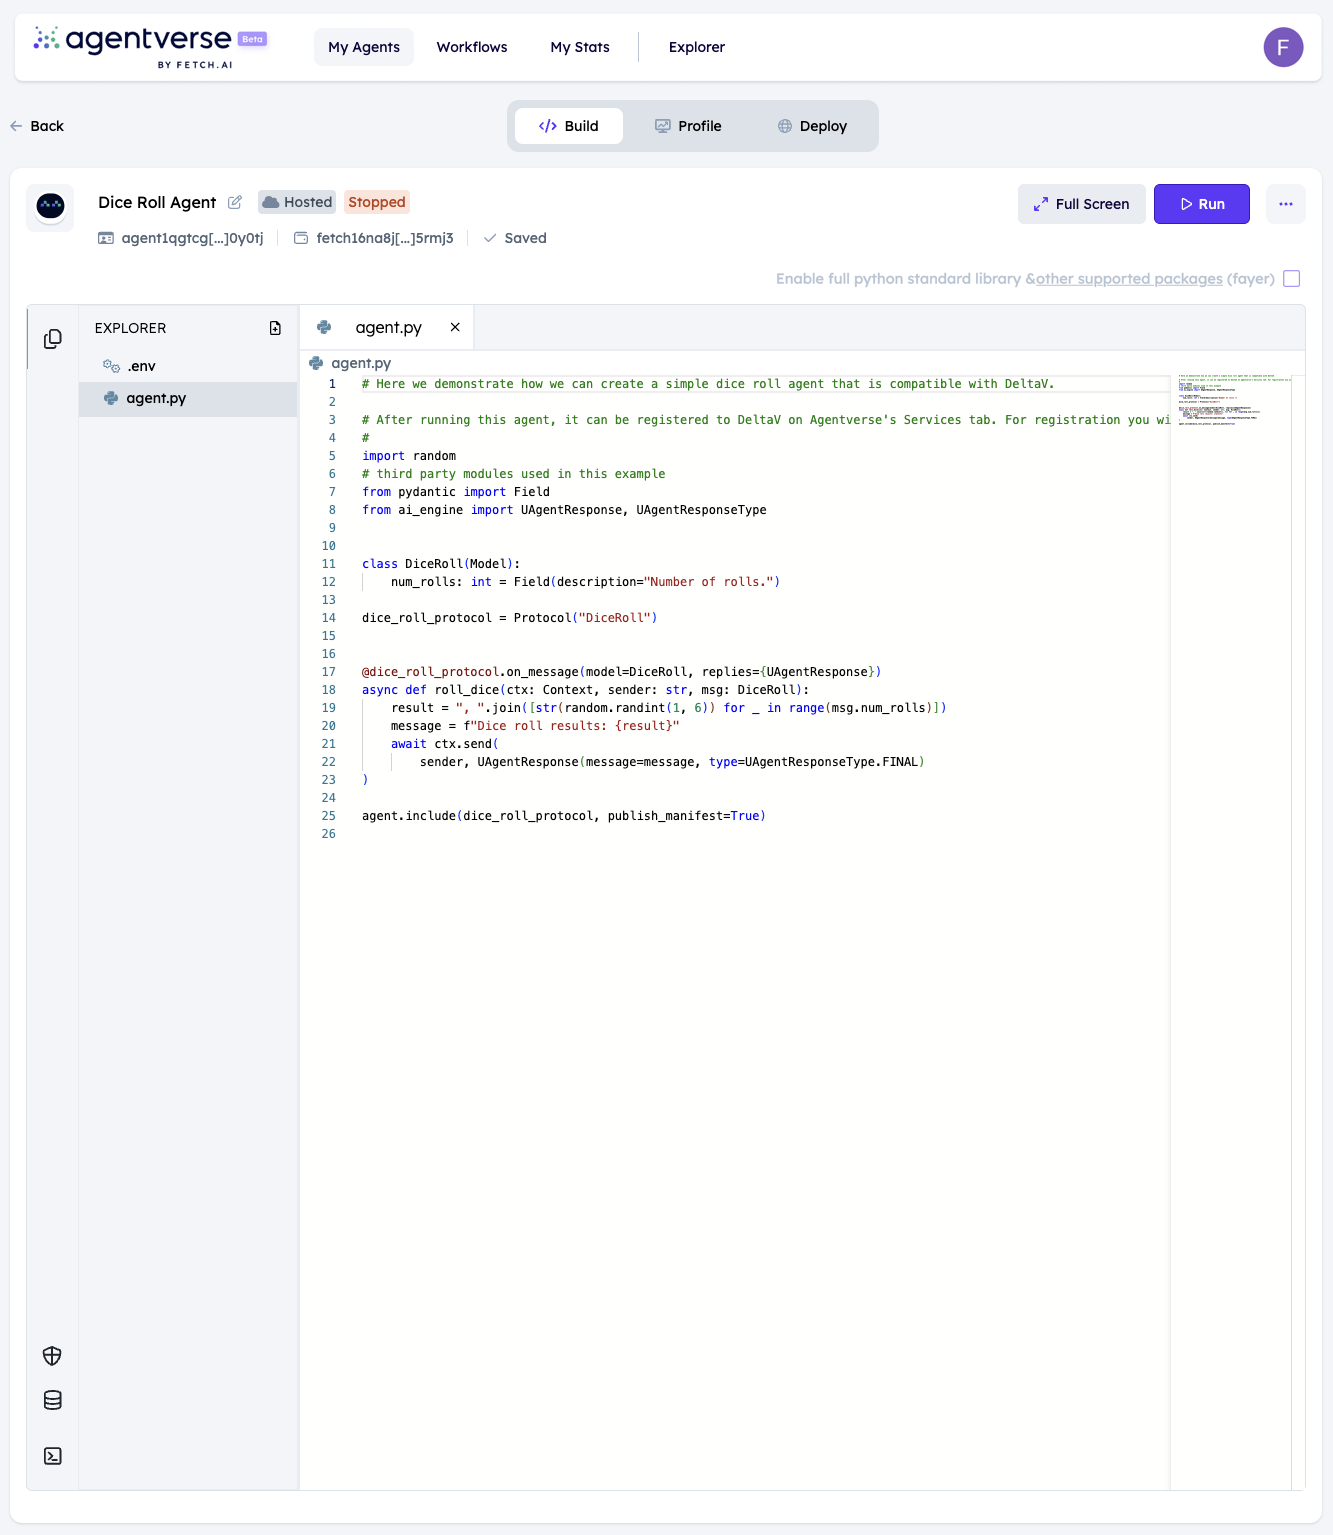 agentverse Beta
BY FETCH.AI
My Agents
Workflows
My Stats
Explorer
F
Back
Build
Profile
Deploy
Dice Roll Agent
Hosted
Stopped
Full Screen
Run
agent1qgtcg[...]0y0tj
fetch16na8j[...]5rmj3
Saved
Enable full python standard library &other supported packages (fayer)
EXPLORER
.env
agent.py
agent.py
agent.py
1 # Here we demonstrate how we can create a simple dice roll agent that is compatible with DeltaV.
2
3 # After running this agent, it can be registered to DeltaV on Agentverse's Services tab. For registration you wi
4 #
5 import random
6 # third party modules used in this example
7 from pydantic import Field
8 from ai_engine import UAgentResponse, UAgentResponseType
9
10
11 class DiceRoll(Model):
12     num_rolls: int = Field(description="Number of rolls.")
13
14 dice_roll_protocol = Protocol("DiceRoll")
15
16
17 @dice_roll_protocol.on_message(model=DiceRoll, replies={UAgentResponse})
18 async def roll_dice(ctx: Context, sender: str, msg: DiceRoll):
19     result = ", ".join([str(random.randint(1, 6)) for _ in range(msg.num_rolls)])
20     message = f"Dice roll results: {result}"
21     await ctx.send(
22         sender, UAgentResponse(message=message, type=UAgentResponseType.FINAL)
23 )
24
25 agent.include(dice_roll_protocol, publish_manifest=True)
26